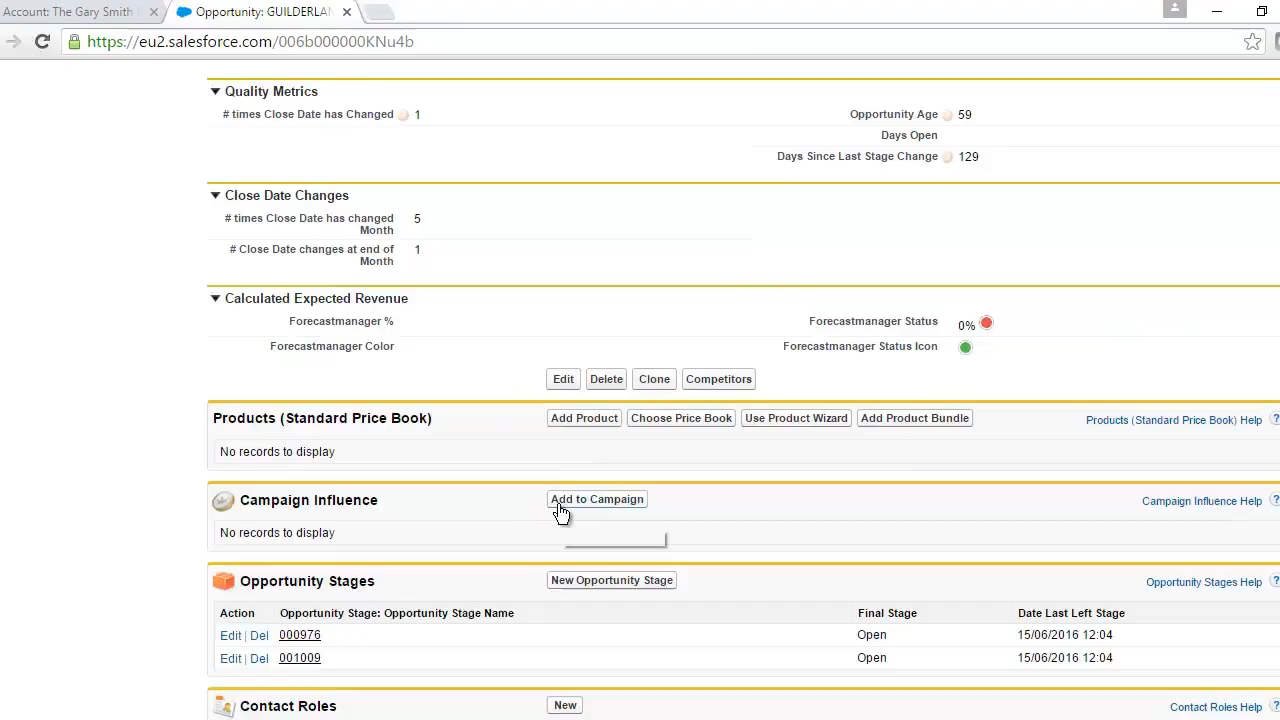 Account: The Gary Smith
Opportunity: GUILDERLAN
https://eu2.salesforce.com/006b000000KNu4b
Quality Metrics
# times Close Date has Changed 1
Opportunity Age 59
Days Open
Days Since Last Stage Change 129
Close Date Changes
# times Close Date has changed
Month 5
# Close Date changes at end of
Month 1
Calculated Expected Revenue
Forecastmanager % Forecastmanager Status 0%
Forecastmanager Color Forecastmanager Status Icon
Edit Delete Clone Competitors
Products (Standard Price Book) Add Product Choose Price Book Use Product Wizard Add Product Bundle Products (Standard Price Book) Help ?
No records to display
Campaign Influence Add to Campaign Campaign Influence Help ?
No records to display
Opportunity Stages New Opportunity Stage Opportunity Stages Help ?
Action Opportunity Stage: Opportunity Stage Name Final Stage Date Last Left Stage
Edit | Del 000976 Open 15/06/2016 12:04
Edit | Del 001009 Open 15/06/2016 12:04
Contact Roles New Contact Roles Help ?